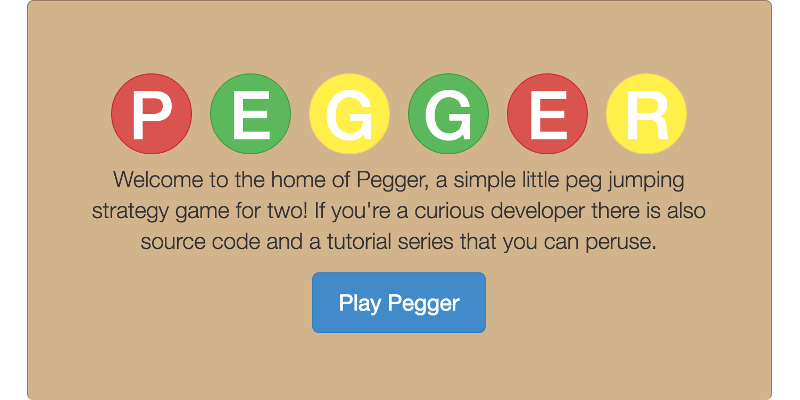 PEGGER
Welcome to the home of Pegger, a simple little peg jumping
strategy game for two! If you're a curious developer there is also
source code and a tutorial series that you can peruse.
Play Pegger